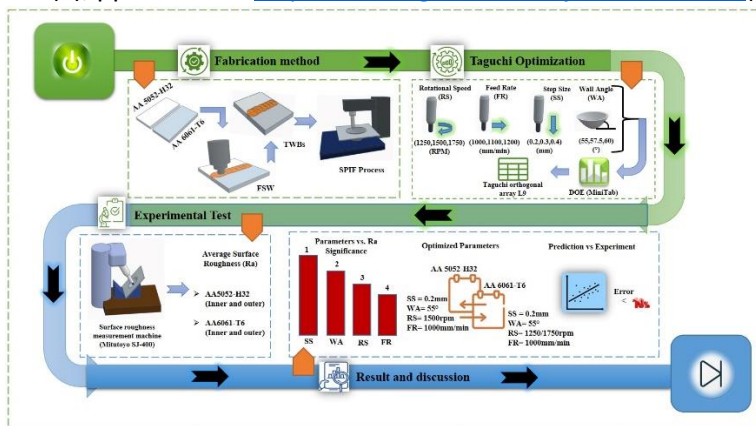 Fabrication method
Taguchi Optimization
AA 5052-H32
AA 6061-T6
FSW
TWBs
SPIF Process
Rotational Speed
(RS)
(1250,1500,1750)
(RPM)
Feed Rate
(FR)
(1000,1100,1200)
(mm/min)
Step Size
(SS)
(0.2,0.3,0.4)
(mm)
Wall Angle
(WA)
(55,57.5,60)
(°)
Taguchi orthogonal
array L9
DOE (MiniTab)
Experimental Test
Surface roughness
measurement machine
(Mitutoyo SJ-400)
Average Surface
Roughness (Ra)
➢ AA5052-H32
(Inner and outer)
➢ AA6061-T6
(Inner and outer)
Parameters vs. Ra
Significance
1
2
3
4
SS
WA
RS
FR
Optimized Parameters
AA 5052 H32
AA 6061-T6
SS = 0.2mm
WA= 55°
RS= 1500rpm
FR= 1000mm/min
SS = 0.2mm
WA= 55°
RS= 1250/1750rpm
FR= 1000mm/min
Prediction vs Experiment
Error
<
Result and discussion